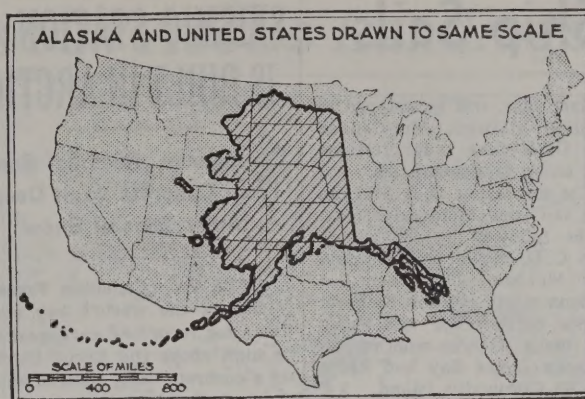 ALASKA AND UNITED STATES DRAWN TO SAME SCALE
SCALE OF MILES
0 400 800